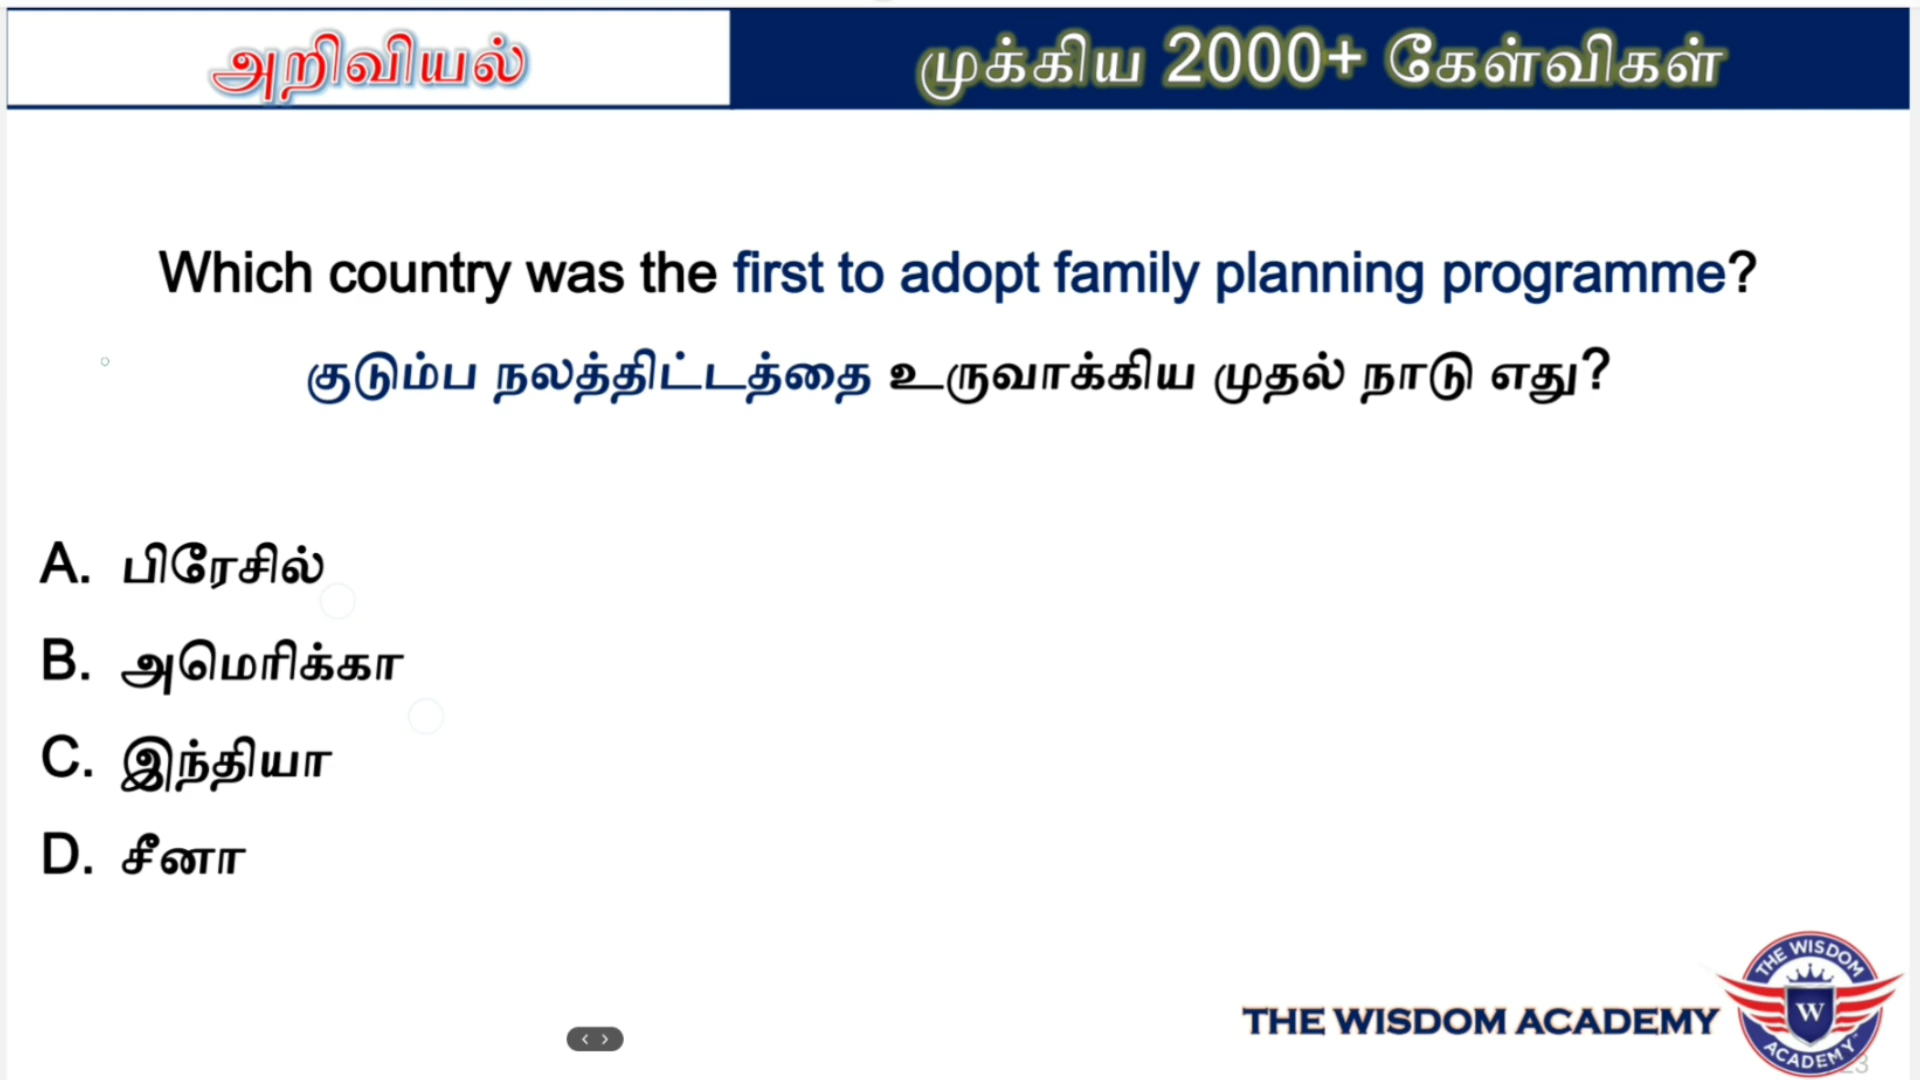 அறிவியல்
முக்கிய 2000+ கேள்விகள்
Which country was the first to adopt family planning programme?
குடும்ப நலத்திட்டத்தை உருவாக்கிய முதல் நாடு எது?
A. பிரேசில்
B. அமெரிக்கா
C. இந்தியா
D. சீனா
THE WISDOM ACADEMY
THE WISDOM
W
ACADEMY